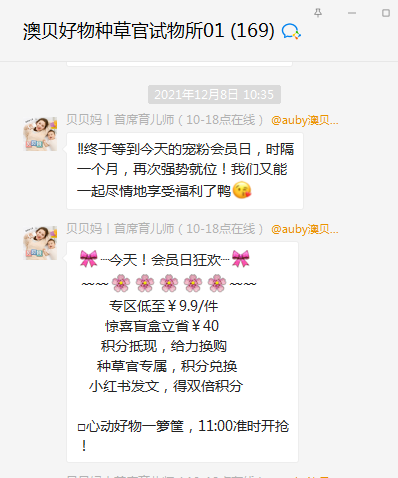 澳贝好物种草官试物所01 (169)
2021年12月8日 10:35
贝贝妈丨首席育儿师（10-18点在线） @auby澳贝...
‼终于等到今天的宠粉会员日，时隔
一个月，再次强势就位！我们又能
一起尽情地享受福利了鸭😘
贝贝妈丨首席育儿师（10-18点在线） @auby澳贝...
🎀┈今天！会员日狂欢┈🎀
~~~🌸🌸🌸🌸🌸~~~
专区低至￥9.9/件
惊喜盲盒立省￥40
积分抵现，给力换购
种草官专属，积分兑换
小红书发文，得双倍积分
□心动好物一箩筐，11:00准时开抢
！